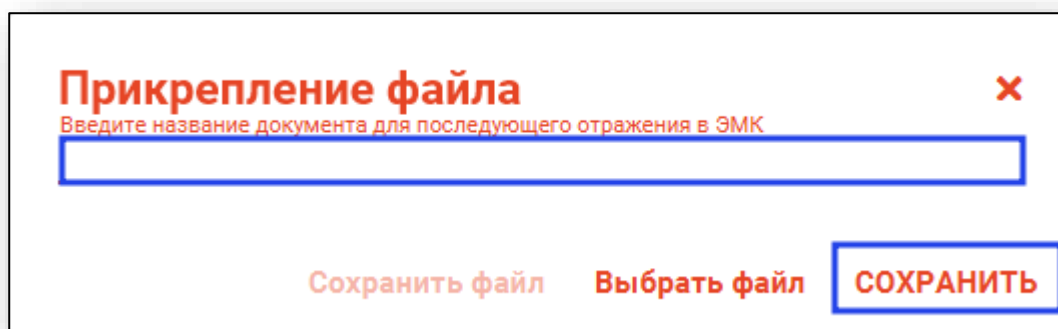 Прикрепление файла
Введите название документа для последующего отражения в ЭМК
Сохранить файл Выбрать файл СОХРАНИТЬ